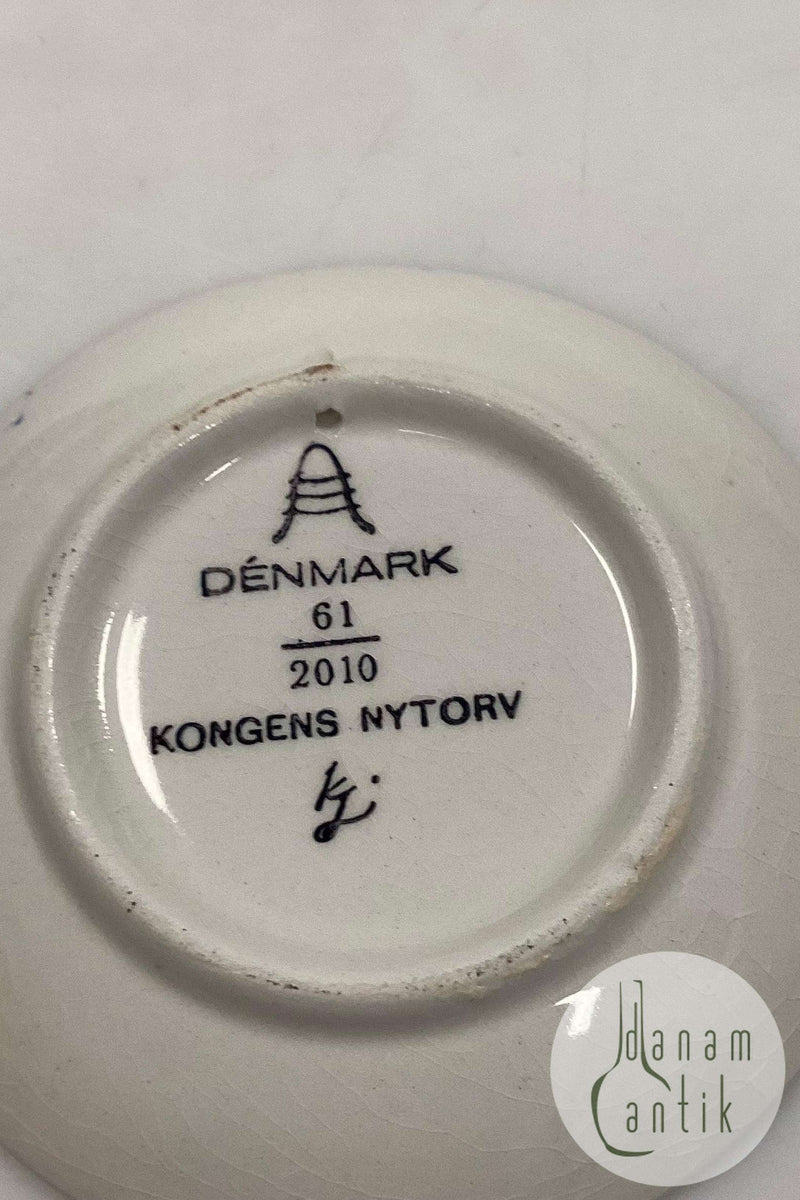 DÉNMARK
61
2010
KONGENS NYTORV
danam
antik